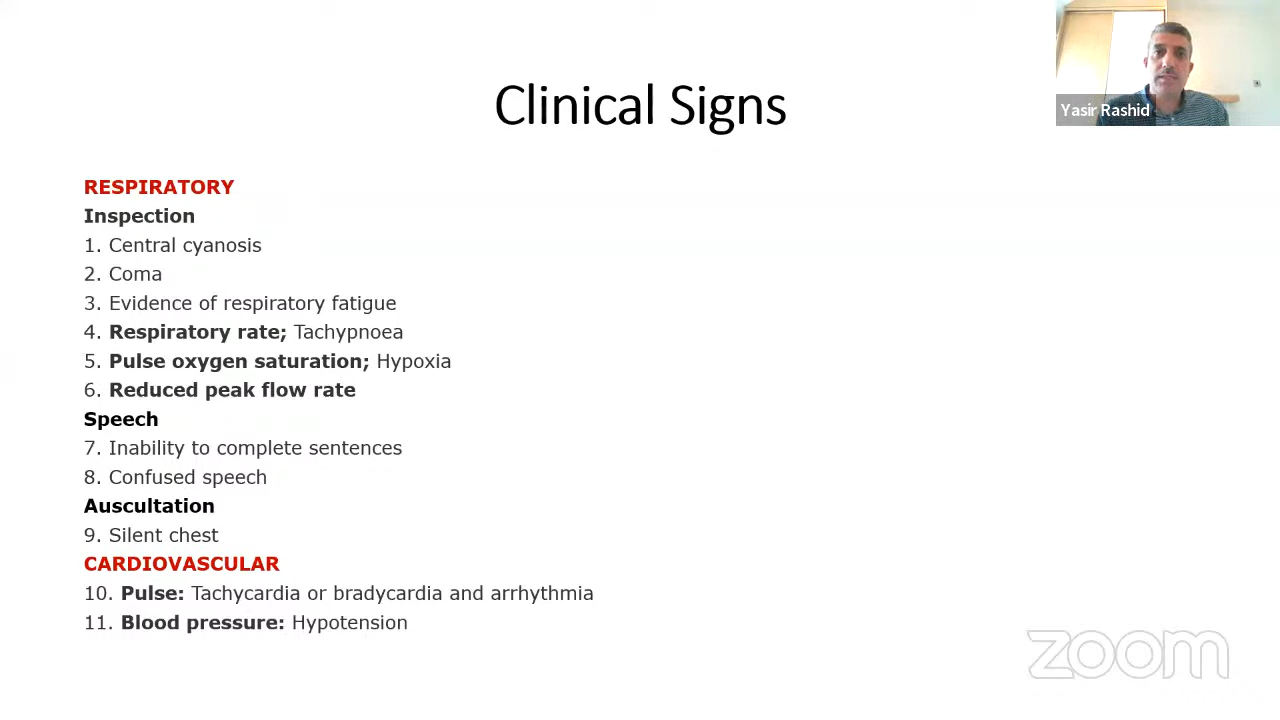 Clinical Signs
Yasir Rashid
RESPIRATORY
Inspection
1. Central cyanosis
2. Coma
3. Evidence of respiratory fatigue
4. Respiratory rate; Tachypnoea
5. Pulse oxygen saturation; Hypoxia
6. Reduced peak flow rate
Speech
7. Inability to complete sentences
8. Confused speech
Auscultation
9. Silent chest
CARDIOVASCULAR
10. Pulse: Tachycardia or bradycardia and arrhythmia
11. Blood pressure: Hypotension
zoom